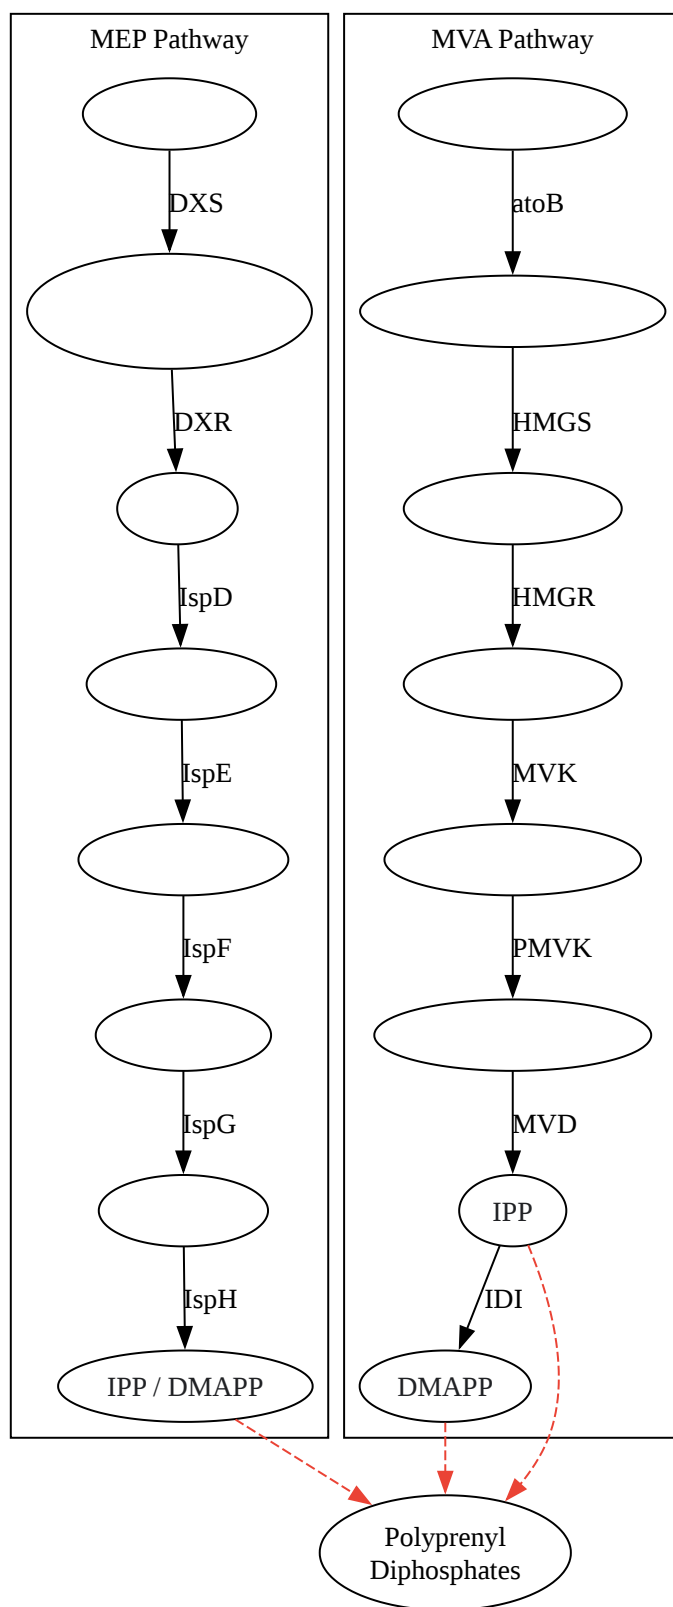 MEP Pathway
DXS
DXR
IspD
IspE
IspF
IspG
IspH
IPP / DMAPP
MVA Pathway
atoB
HMGS
HMGR
MVK
PMVK
MVD
IPP
IDI
DMAPP
Polyprenyl
Diphosphates